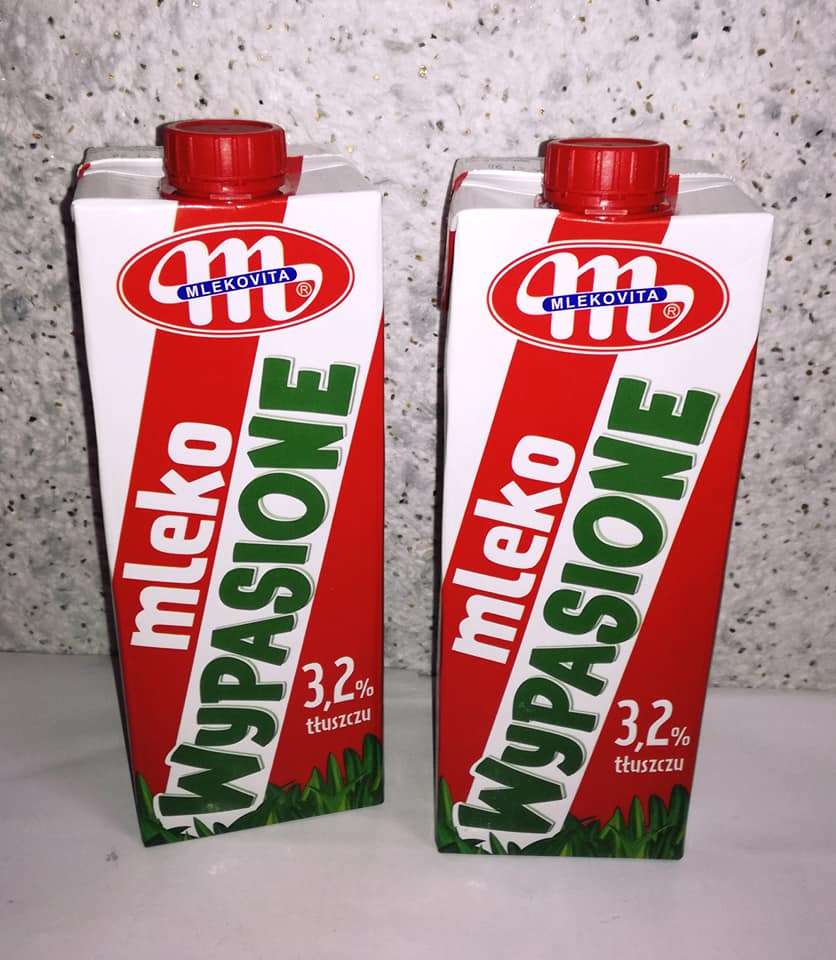 m
MLEKOVITA
®
mleko
WyPASIONE
3,2%
tłuszczu
m
MLEKOVITA
®
mleko
WyPASIONE
3,2%
tłuszczu